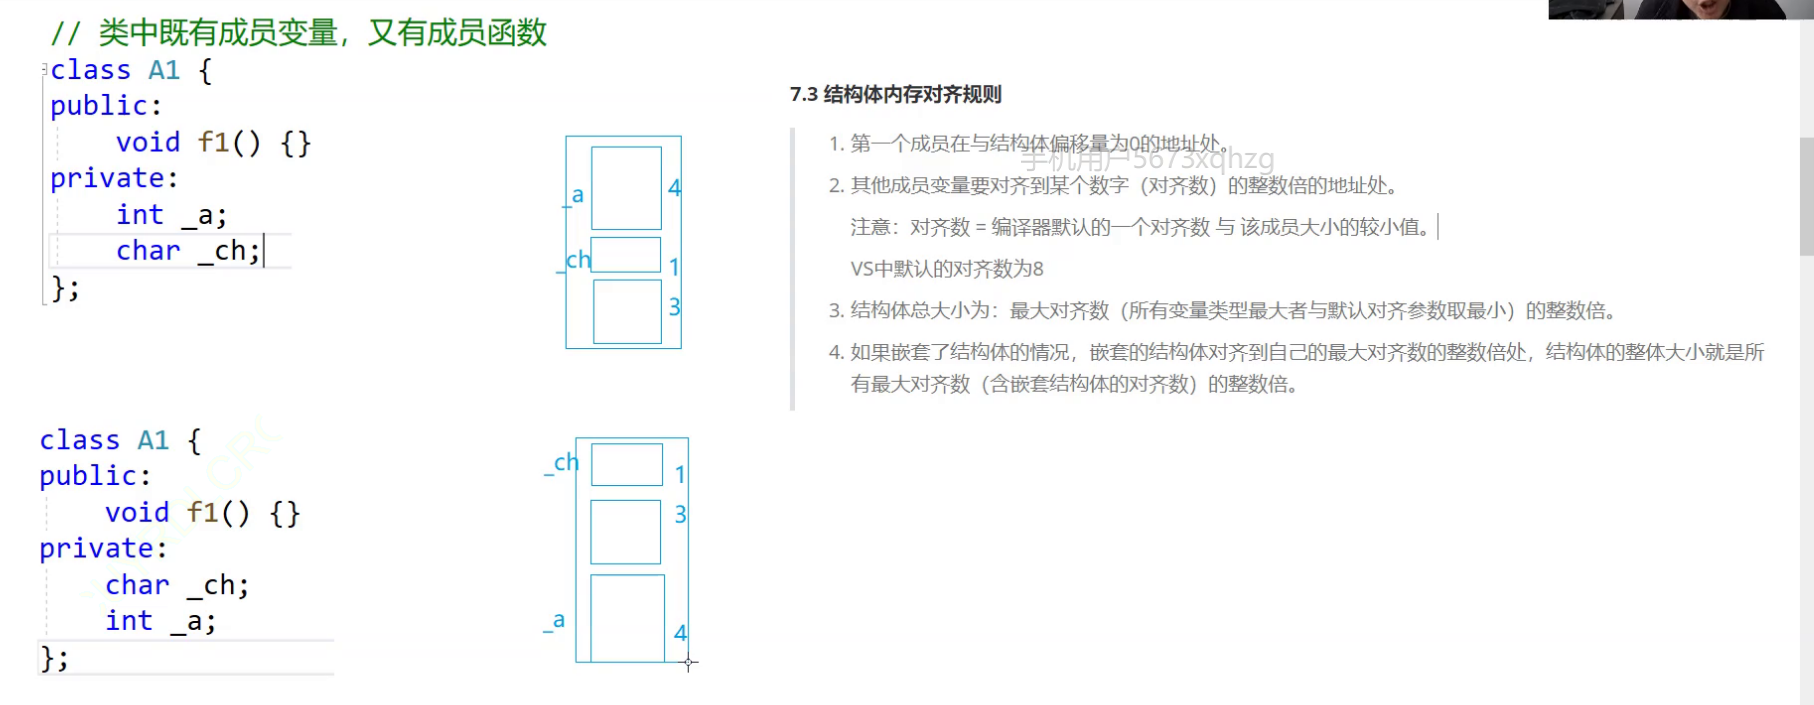 // 类中既有成员变量，又有成员函数
class A1 {
public:
void f1() {}
private:
int _a;
char _ch;
};
_a
4
_ch
1
3
7.3 结构体内存对齐规则
1. 第一个成员在与结构体偏移量为0的地址处。
手机用户5673xqhzg
2. 其他成员变量要对齐到某个数字（对齐数）的整数倍的地址处。
注意：对齐数 = 编译器默认的一个对齐数 与 该成员大小的较小值。
VS中默认的对齐数为8
3. 结构体总大小为：最大对齐数（所有变量类型最大者与默认对齐参数取最小）的整数倍。
4. 如果嵌套了结构体的情况，嵌套的结构体对齐到自己的最大对齐数的整数倍处，结构体的整体大小就是所
有最大对齐数（含嵌套结构体的对齐数）的整数倍。
class A1 {
public:
void f1() {}
private:
char _ch;
int _a;
};
_ch
1
3
_a
4